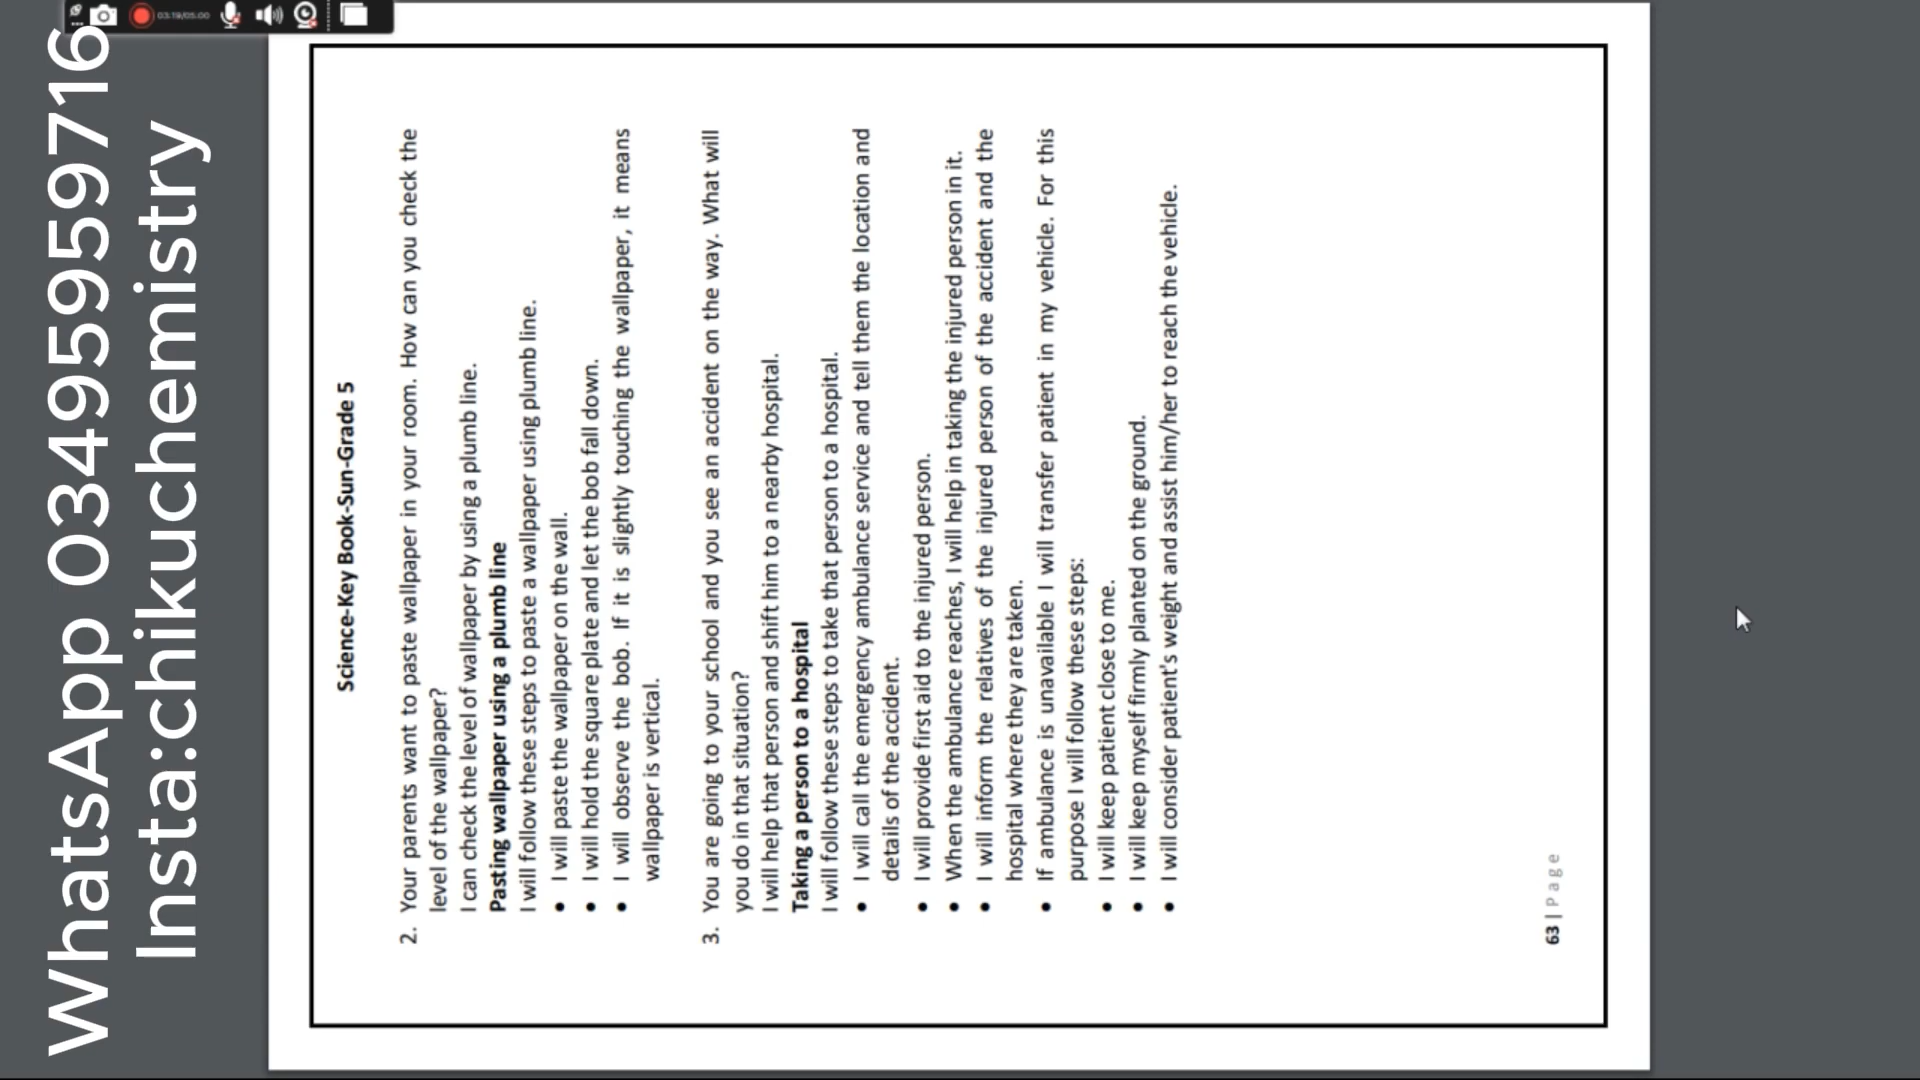 WhatsApp 03495959716
Insta:chikuchemistry
03:19/05:00
Science-Key Book-Sun-Grade 5
2. Your parents want to paste wallpaper in your room. How can you check the
level of the wallpaper?
I can check the level of wallpaper by using a plumb line.
Pasting wallpaper using a plumb line
I will follow these steps to paste a wallpaper using plumb line.
• I will paste the wallpaper on the wall.
• I will hold the square plate and let the bob fall down.
• I will observe the bob. If it is slightly touching the wallpaper, it means
wallpaper is vertical.
3. You are going to your school and you see an accident on the way. What will
you do in that situation?
I will help that person and shift him to a nearby hospital.
Taking a person to a hospital
I will follow these steps to take that person to a hospital.
• I will call the emergency ambulance service and tell them the location and
details of the accident.
• I will provide first aid to the injured person.
• When the ambulance reaches, I will help in taking the injured person in it.
• I will inform the relatives of the injured person of the accident and the
hospital where they are taken.
• If ambulance is unavailable I will transfer patient in my vehicle. For this
purpose I will follow these steps:
• I will keep patient close to me.
• I will keep myself firmly planted on the ground.
• I will consider patient's weight and assist him/her to reach the vehicle.
63 | Page